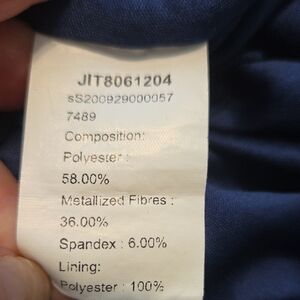 JIT8061204
sS200929000057
7489
Composition:
Polyester :
58.00%
Metallized Fibres :
36.00%
Spandex : 6.00%
Lining:
Polyester : 100%